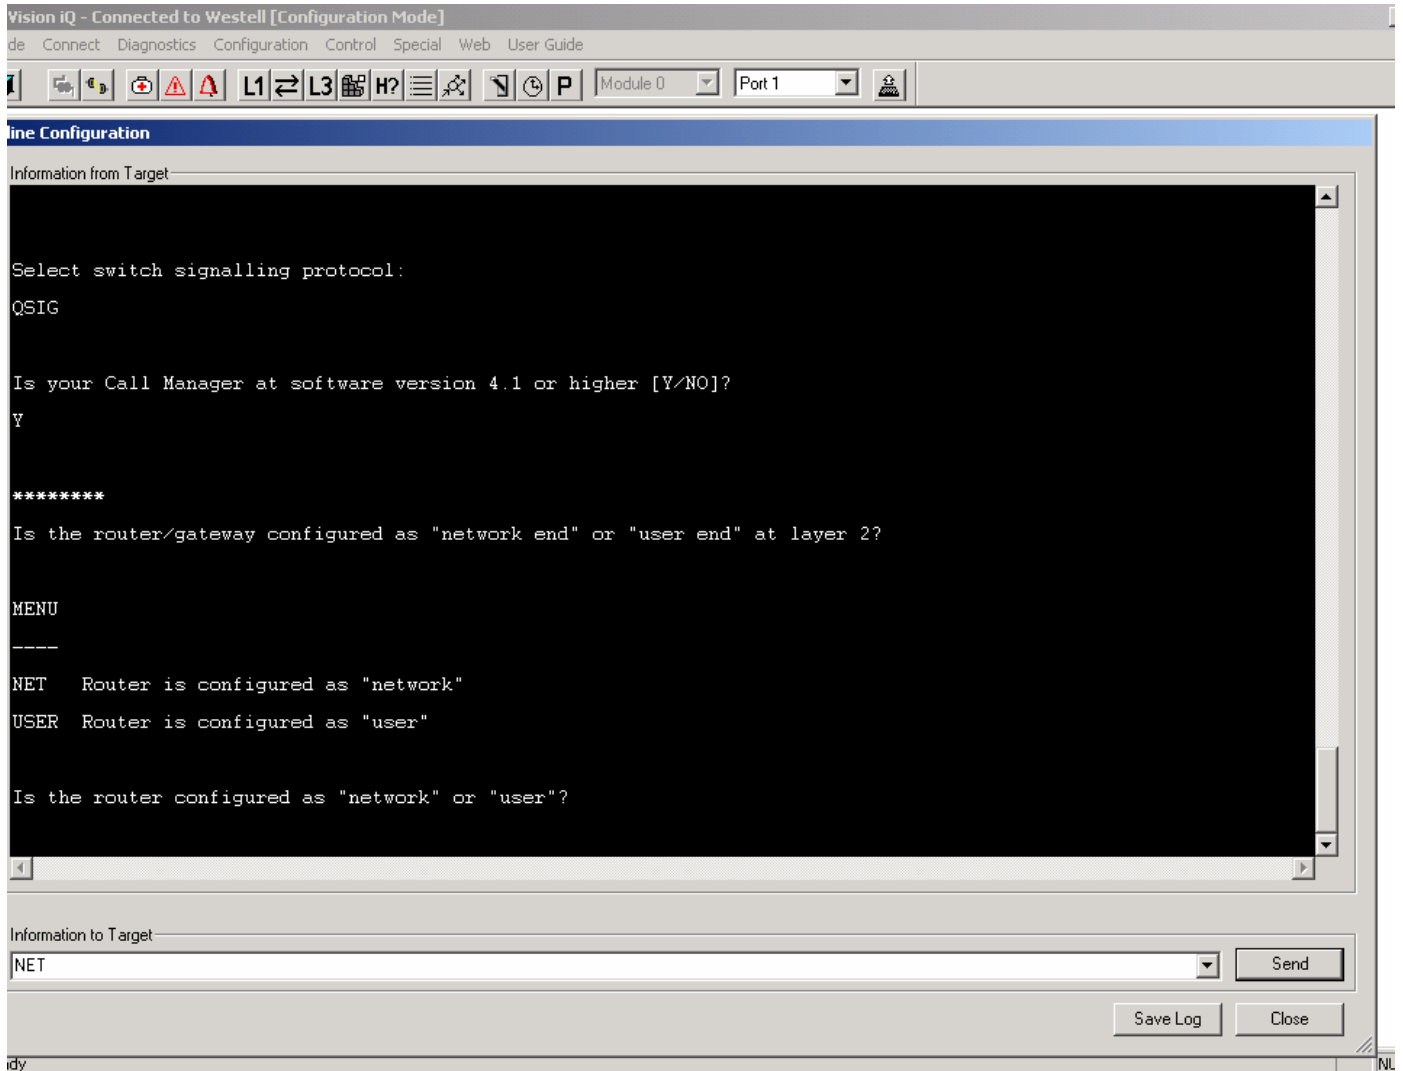 Vision iQ - Connected to Westell [Configuration Mode]
de Connect Diagnostics Configuration Control Special Web User Guide
L1 L3 H? P Module 0 Port 1
line Configuration
Information from Target
Select switch signalling protocol:
QSIG
Is your Call Manager at software version 4.1 or higher [Y/NO]?
Y
********
Is the router/gateway configured as "network end" or "user end" at layer 2?
MENU
----
NET Router is configured as "network"
USER Router is configured as "user"
Is the router configured as "network" or "user"?
Information to Target
NET Send
Save Log Close
dy NU